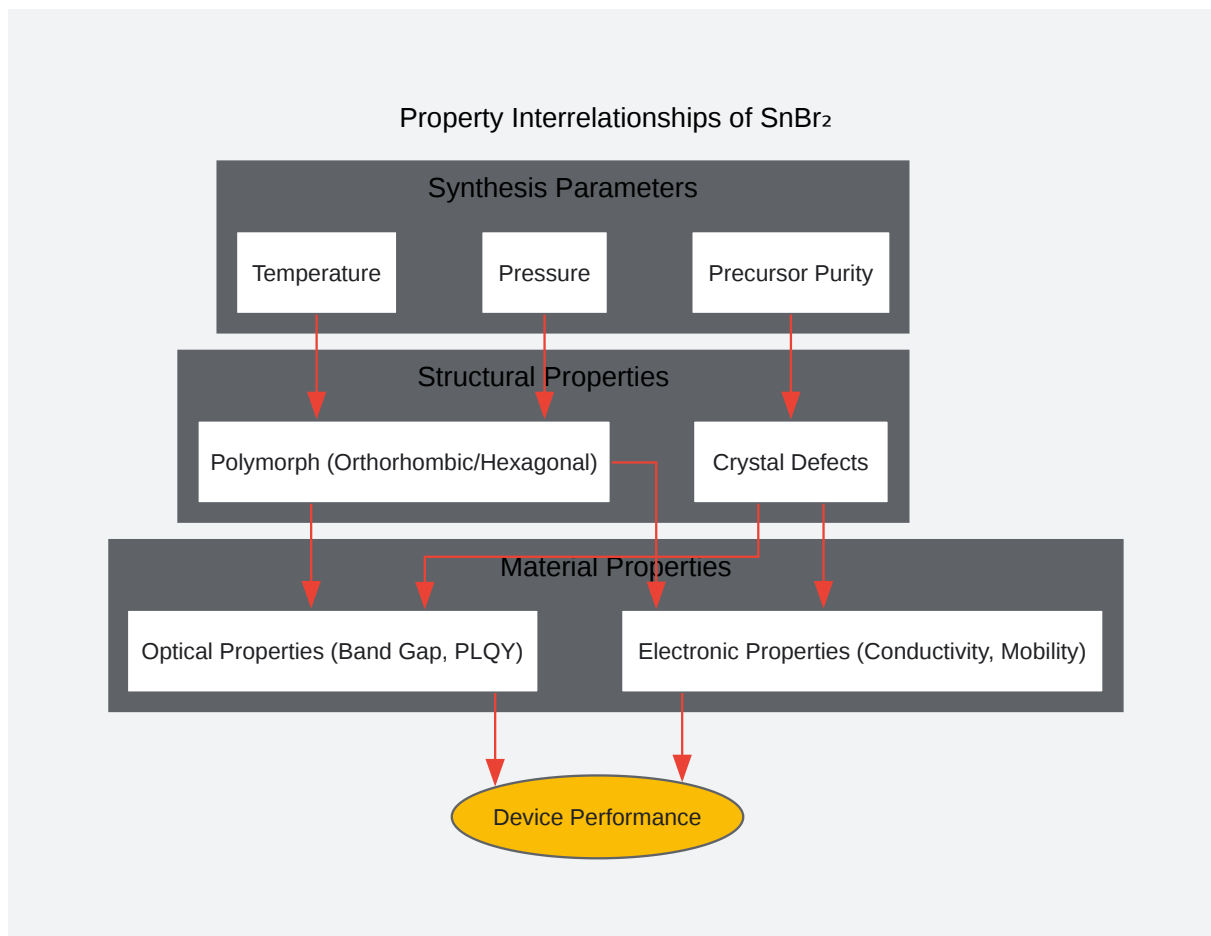 Property Interrelationships of SnBr₂
Synthesis Parameters
Temperature
Pressure
Precursor Purity
Structural Properties
Polymorph (Orthorhombic/Hexagonal)
Crystal Defects
Material Properties
Optical Properties (Band Gap, PLQY)
Electronic Properties (Conductivity, Mobility)
Device Performance